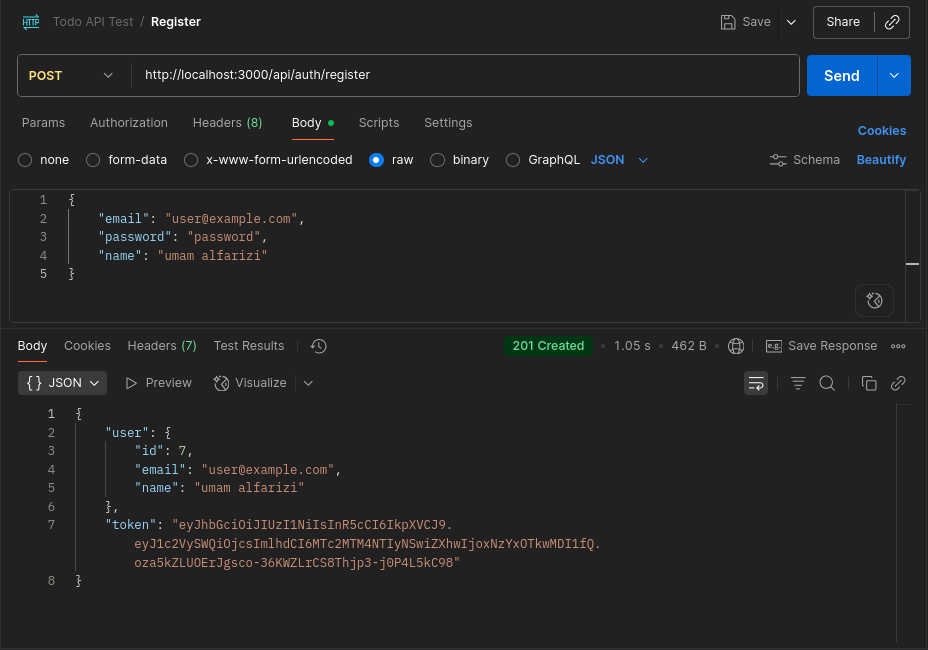 HTTP Todo API Test / Register Save Share
POST http://localhost:3000/api/auth/register Send
Params Authorization Headers (8) Body Scripts Settings Cookies
none form-data x-www-form-urlencoded raw binary GraphQL JSON Schema Beautify
1 {
2 "email": "user@example.com",
3 "password": "password",
4 "name": "umam alfarizi"
5 }
Body Cookies Headers (7) Test Results 201 Created • 1.05 s • 462 B • e.g. Save Response
{} JSON Preview Visualize
1 {
2 "user": {
3 "id": 7,
4 "email": "user@example.com",
5 "name": "umam alfarizi"
6 },
7 "token": "eyJhbGciOiJIUzI1NiIsInR5cCI6IkpXVCJ9.
eyJ1c2VySWQiOjcsImlhdCI6MTc2MTM4NTIyNSwiZXhwIjoxNzYxOTkwMDI1fQ.
oza5kZLUOErJgsco-36KWZLrCS8Thjp3-j0P4L5kC98"
8 }